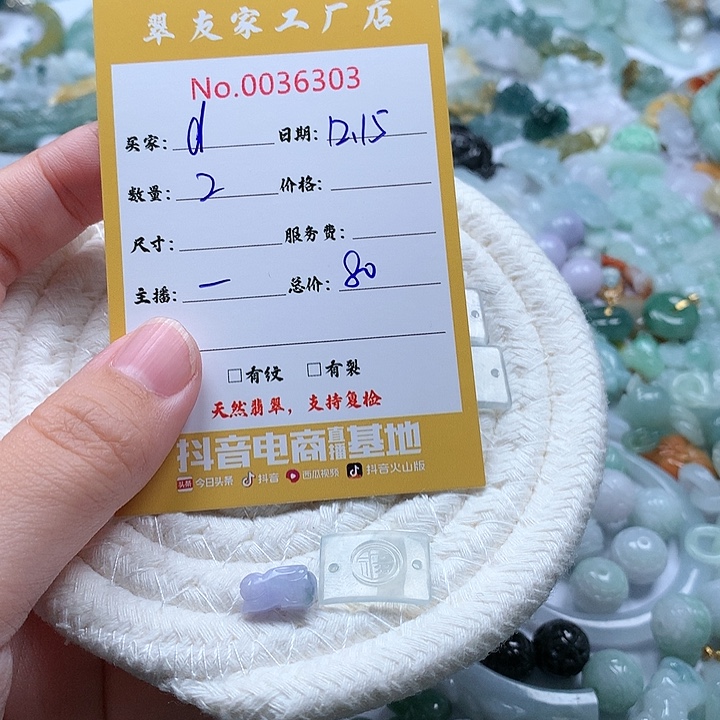 翠友家工厂店
No.0036303
买家: d 日期: 12.15
数量: 2 价格:
尺寸: 服务费:
主播: 一 总价: 80
□有纹 □有裂
天然翡翠，支持复检
抖音电商直播基地
头条 今日头条 抖音 西瓜视频 抖音火山版